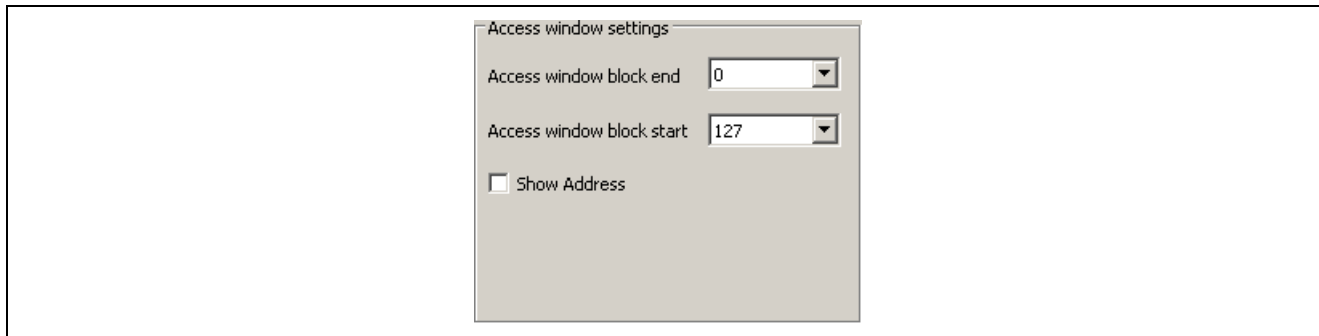 Access window settings
Access window block end 0
Access window block start 127
Show Address